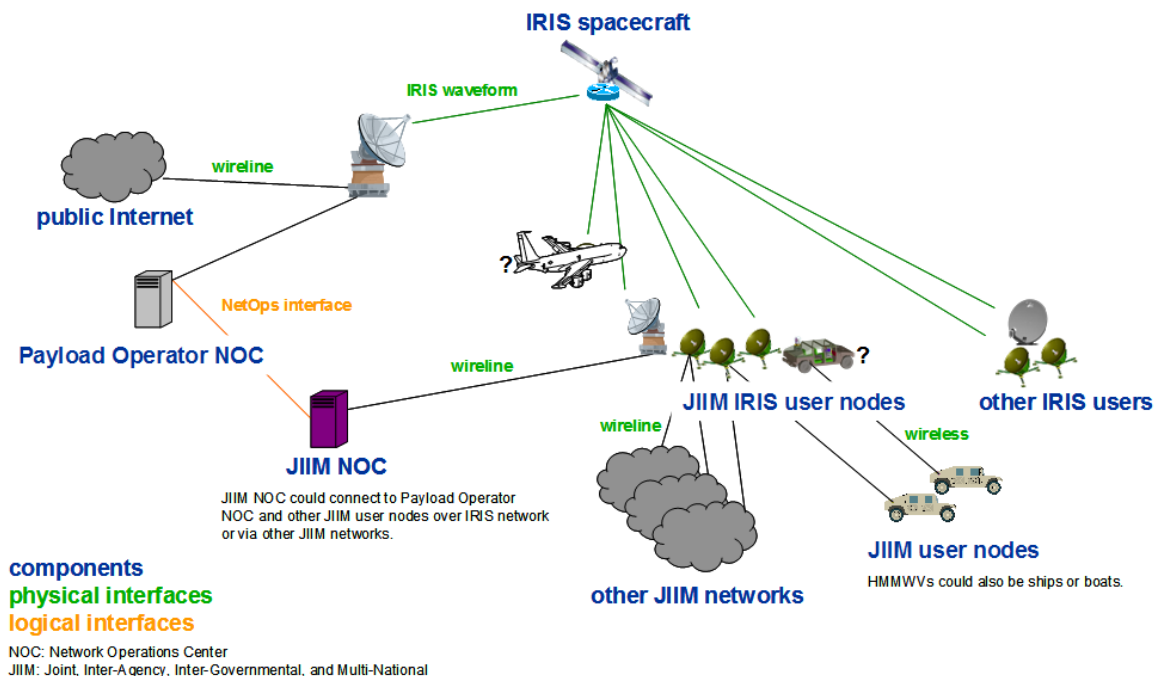 IRIS spacecraft
IRIS waveform
wireline
public Internet
?
NetOps interface
Payload Operator NOC
wireline
?
JIIM IRIS user nodes
other IRIS users
wireline
wireless
JIIM NOC
JIIM NOC could connect to Payload Operator
NOC and other JIIM user nodes over IRIS network
or via other JIIM networks.
JIIM user nodes
HMMWVs could also be ships or boats.
other JIIM networks
components
physical interfaces
logical interfaces
NOC: Network Operations Center
JIIM: Joint, Inter-Agency, Inter-Governmental, and Multi-National